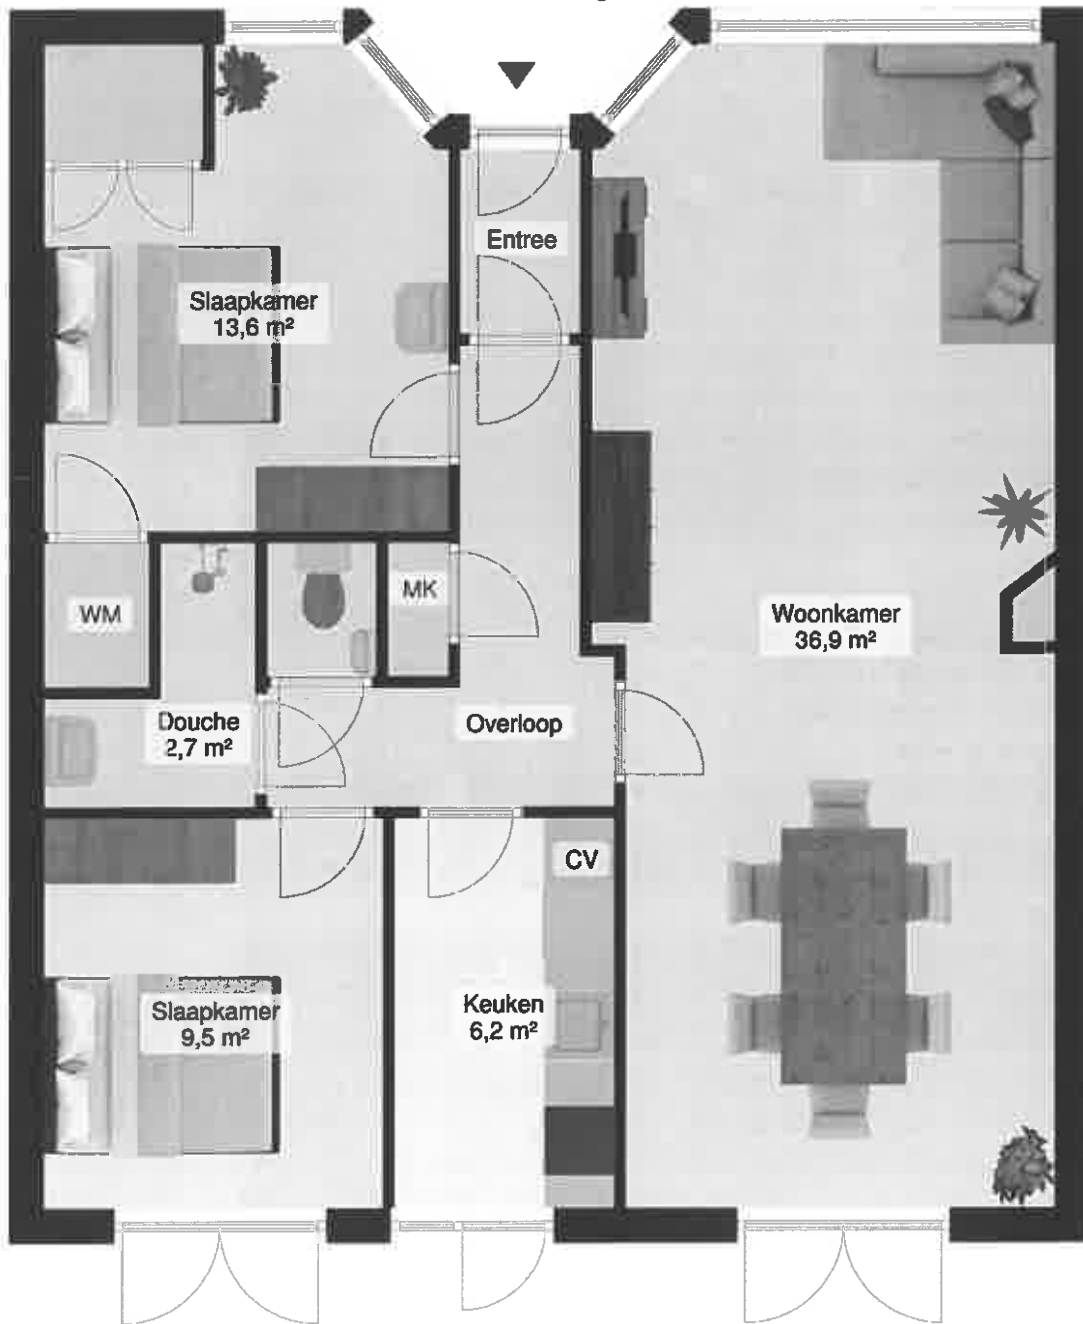 Entree
Slaapkamer
13,6 m²
MK
WM
Woonkamer
36,9 m²
Douche
2,7 m²
Overloop
CV
Slaapkamer
9,5 m²
Keuken
6,2 m²